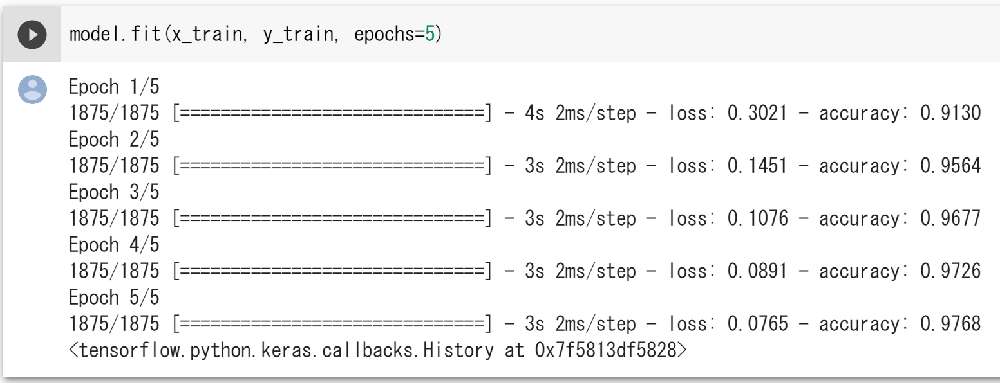 model.fit(x_train, y_train, epochs=5)
Epoch 1/5
1875/1875 [==============================] - 4s 2ms/step - loss: 0.3021 - accuracy: 0.9130
Epoch 2/5
1875/1875 [==============================] - 3s 2ms/step - loss: 0.1451 - accuracy: 0.9564
Epoch 3/5
1875/1875 [==============================] - 3s 2ms/step - loss: 0.1076 - accuracy: 0.9677
Epoch 4/5
1875/1875 [==============================] - 3s 2ms/step - loss: 0.0891 - accuracy: 0.9726
Epoch 5/5
1875/1875 [==============================] - 3s 2ms/step - loss: 0.0765 - accuracy: 0.9768
<tensorflow.python.keras.callbacks.History at 0x7f5813df5828>